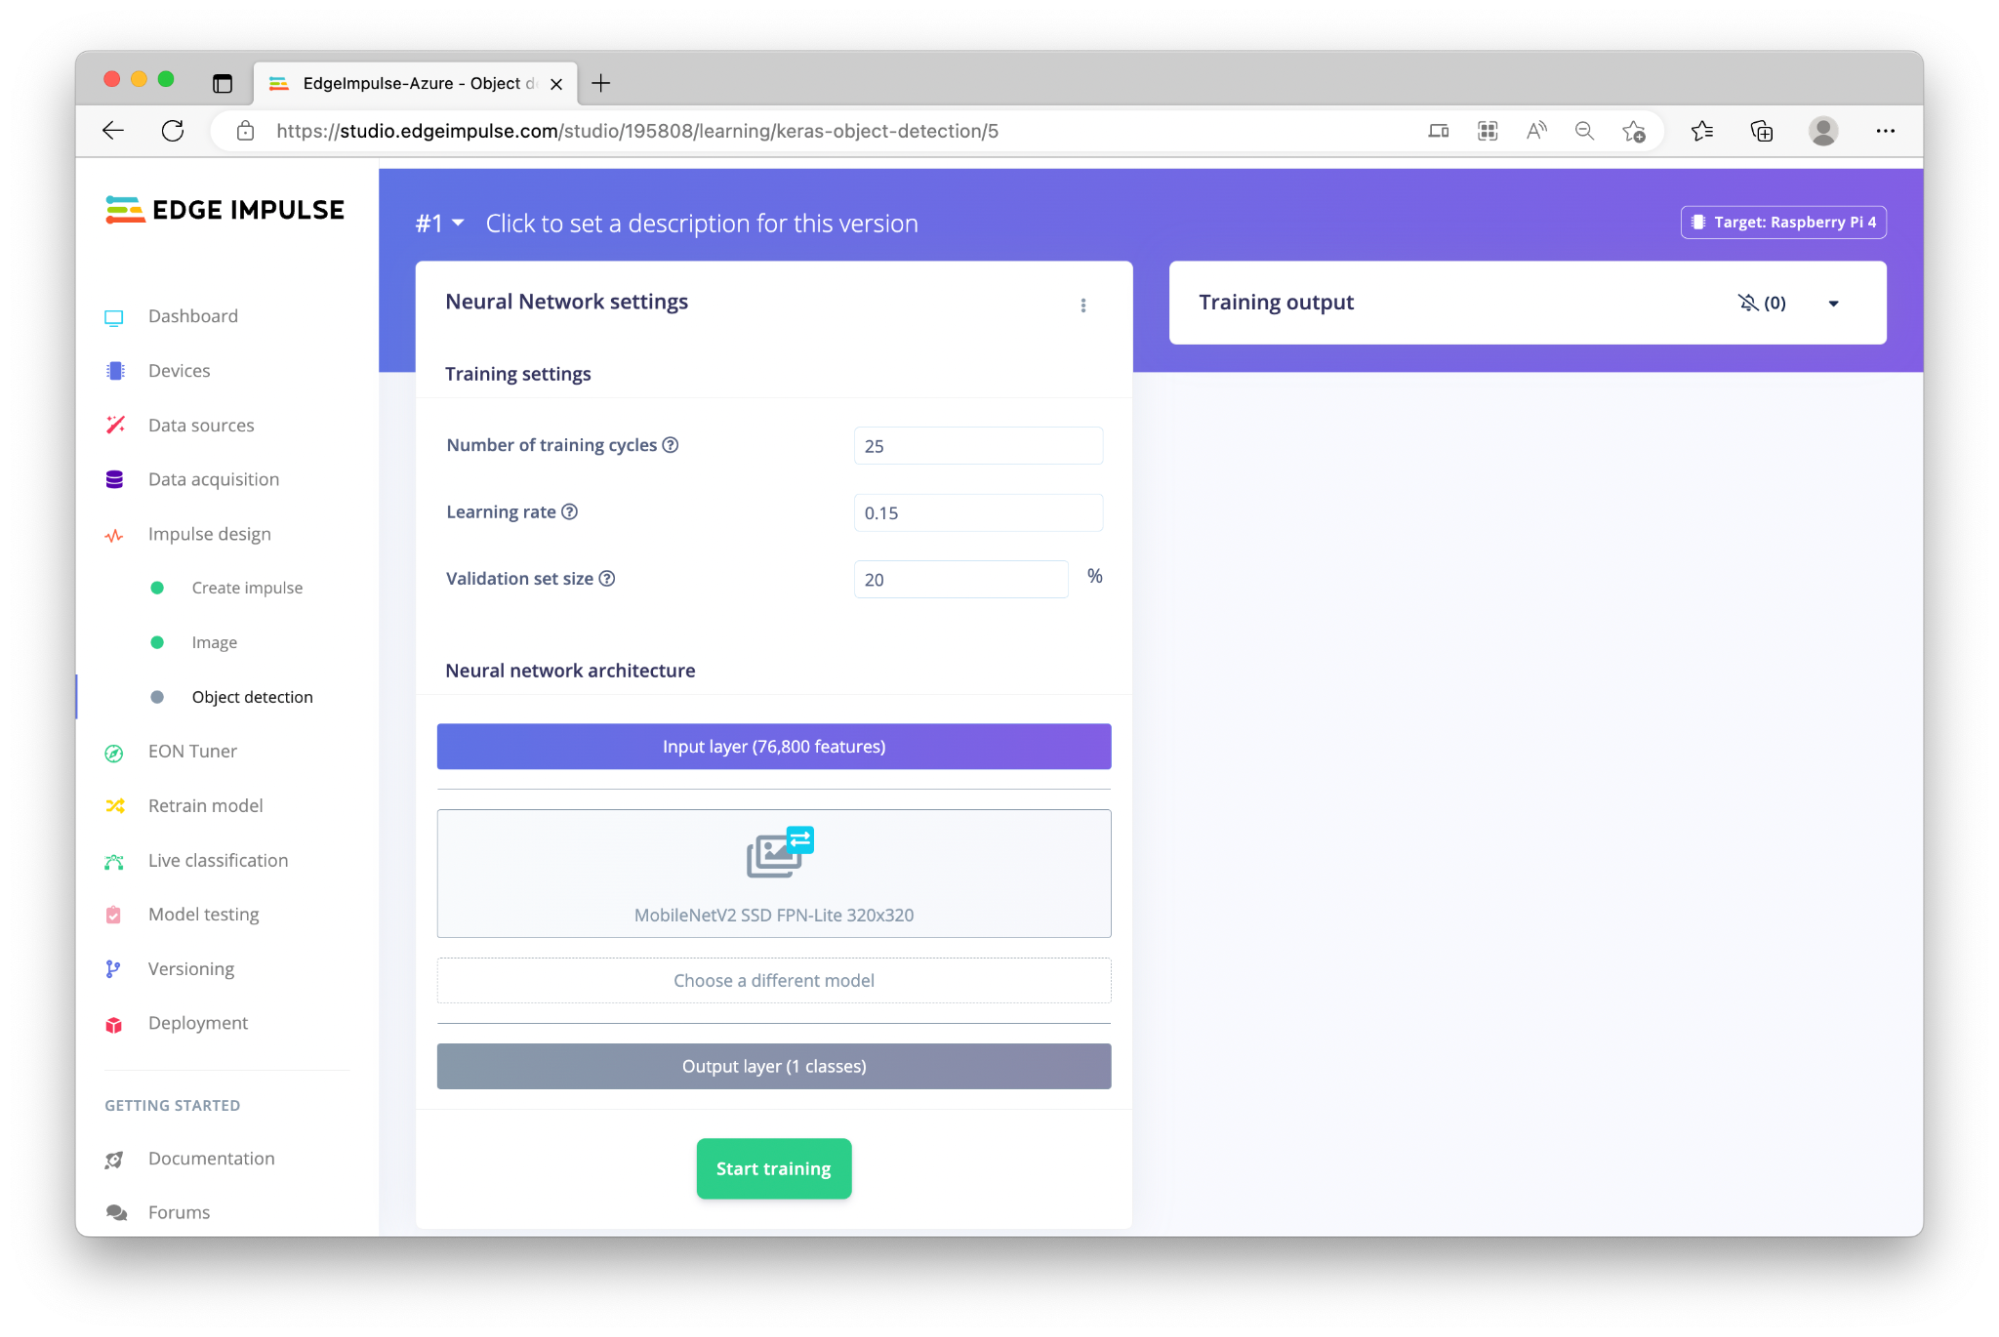 EdgeImpulse-Azure - Object d
https://studio.edgeimpulse.com/studio/195808/learning/keras-object-detection/5
EDGE IMPULSE
Dashboard
Devices
Data sources
Data acquisition
Impulse design
Create impulse
Image
Object detection
EON Tuner
Retrain model
Live classification
Model testing
Versioning
Deployment
GETTING STARTED
Documentation
Forums
#1 Click to set a description for this version
Target: Raspberry Pi 4
Neural Network settings
Training settings
Number of training cycles ? 25
Learning rate ? 0.15
Validation set size ? 20 %
Neural network architecture
Input layer (76,800 features)
MobileNetV2 SSD FPN-Lite 320x320
Choose a different model
Output layer (1 classes)
Start training
Training output (0)